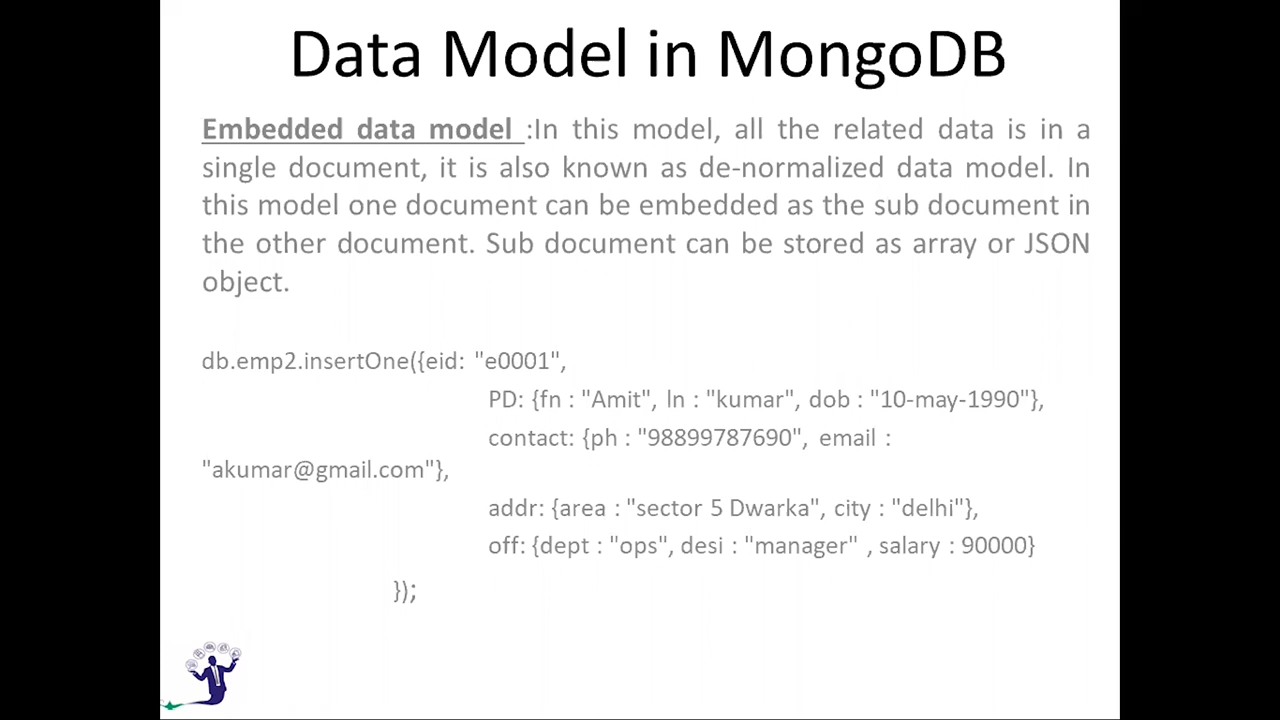 Data Model in MongoDB
Embedded data model :In this model, all the related data is in a
single document, it is also known as de-normalized data model. In
this model one document can be embedded as the sub document in
the other document. Sub document can be stored as array or JSON
object.
db.emp2.insertOne({eid: "e0001",
PD: {fn : "Amit", ln : "kumar", dob : "10-may-1990"},
contact: {ph : "98899787690", email :
"akumar@gmail.com"},
addr: {area : "sector 5 Dwarka", city : "delhi"},
off: {dept : "ops", desi : "manager" , salary : 90000}
});